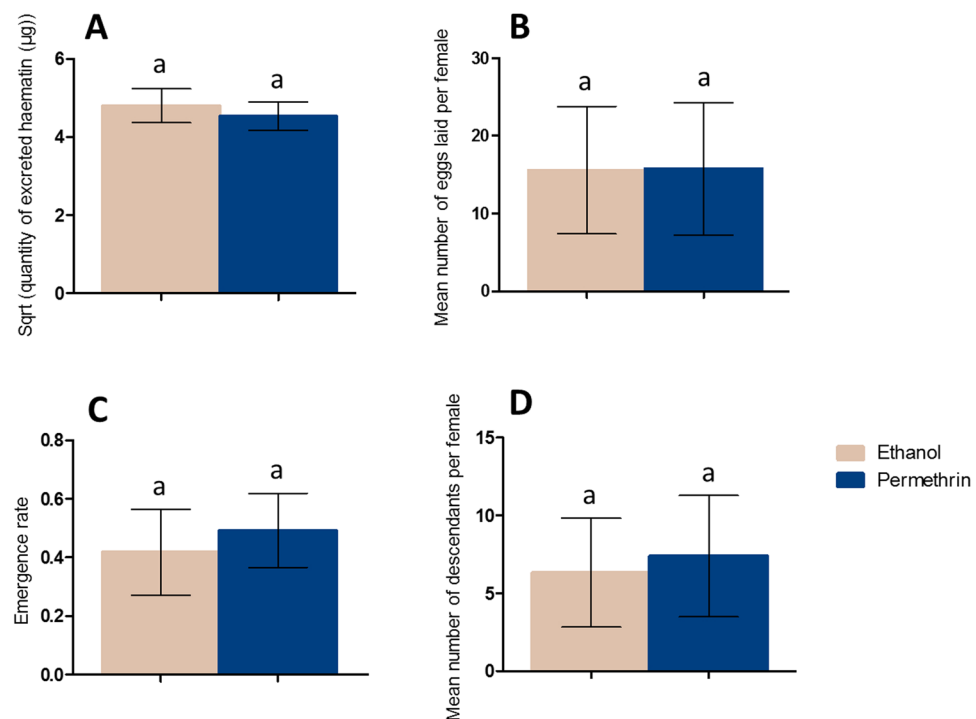 A
Sqrt (quantity of excreted haematin (µg))
6
4
2
0
a
a
B
Mean number of eggs laid per female
30
20
10
0
a
a
C
Emergence rate
0.8
0.6
0.4
0.2
0.0
a
a
D
Mean number of descendants per female
15
10
5
0
a
a
Ethanol
Permethrin